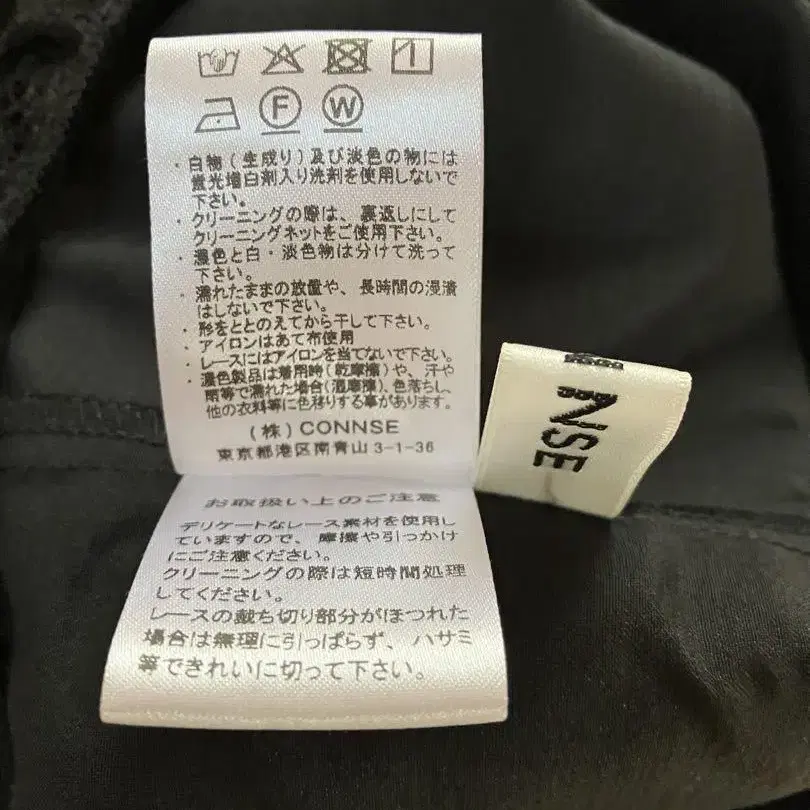 F W
・白物(生成り)及び淡色の物には
蛍光増白剤入り洗剤を使用しないで
下さい。
・クリーニングの際は、裏返しにして
クリーニングネットをご使用下さい。
・濃色と白・淡色物は分けて洗って
下さい。
・濡れたままの放置や、長時間の浸漬
はしないで下さい。
・形をととのえてから干して下さい。
・アイロンはあて布使用
・レースにはアイロンを当てないで下さい。
・濃色製品は着用時(乾摩擦)や、汗や
雨等で濡れた場合(湿摩擦)、色落ちし、
他の衣料等に色移りする事があります。
(株)CONNSE
東京都港区南青山3-1-36
お取扱い上のご注意
デリケートなレース素材を使用し
ていますので、摩擦や引っかけ
にご注意ください。
クリーニングの際は短時間処理
してください。
レースの裁ち切り部分がほつれた
場合は無理に引っぱらず、ハサミ
等できれいに切って下さい。
NSE